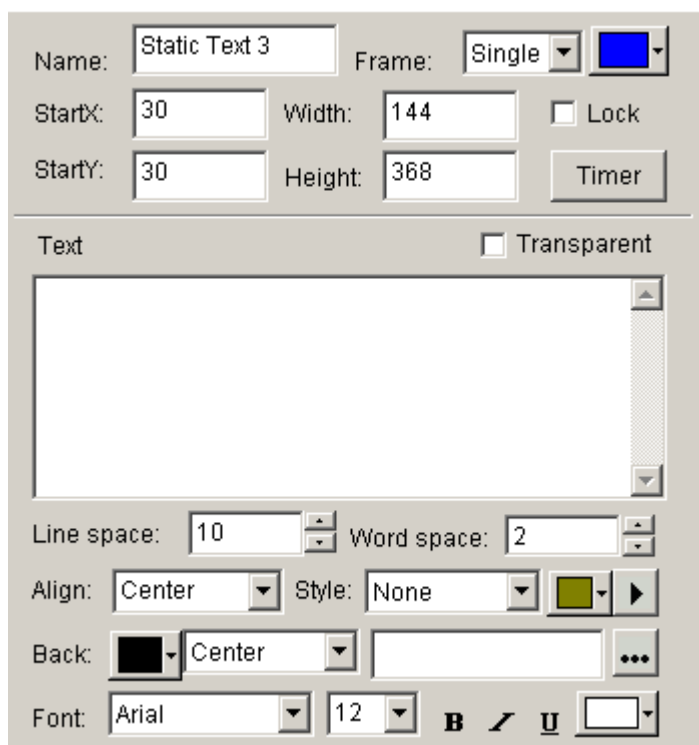 Name: Static Text 3 Frame: Single
StartX: 30 Width: 144 Lock
StartY: 30 Height: 368 Timer
Text Transparent
Line space: 10 Word space: 2
Align: Center Style: None
Back: Center ...
Font: Arial 12 B I U